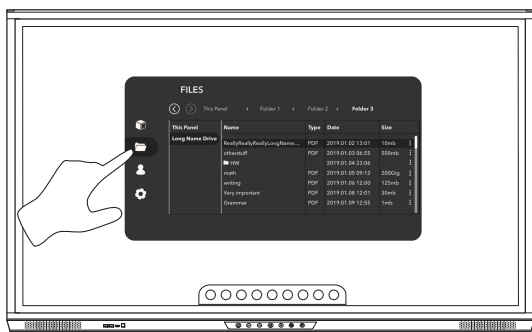 FILES
This Panel › Folder 1 › Folder 2 › Folder 3
This Panel Name Type Date Size
Long Name Drive
ReallyReallyReallyLongName... PDF 2019.01.02 13:01 10mb
otherstuff PDF 2019.01.03 06:55 500mb
HW 2019.01.04 23:06
math PDF 2019.01.05 09:12 200Gig
writing PDF 2019.01.06 12:00 125mb
Very important PDF 2019.01.08 12:01 30mb
Grammar PDF 2019.01.09 12:55 1mb